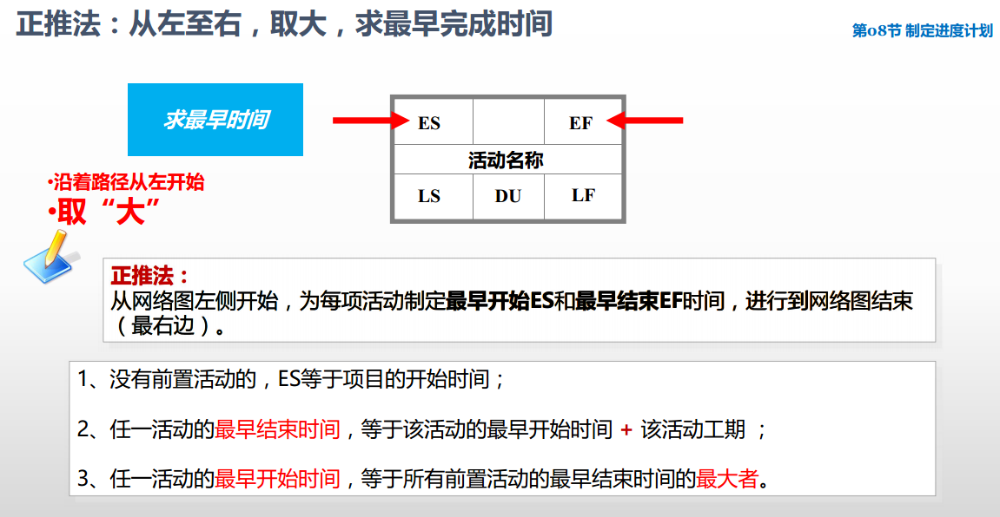 正推法：从左至右，取大，求最早完成时间
第08节 制定进度计划
求最早时间
ES
EF
活动名称
LS
DU
LF
•沿着路径从左开始
•取“大”
正推法：
从网络图左侧开始，为每项活动制定最早开始ES和最早结束EF时间，进行到网络图结束
（最右边）。
1、没有前置活动的，ES等于项目的开始时间；
2、任一活动的最早结束时间，等于该活动的最早开始时间 + 该活动工期 ；
3、任一活动的最早开始时间，等于所有前置活动的最早结束时间的最大者。